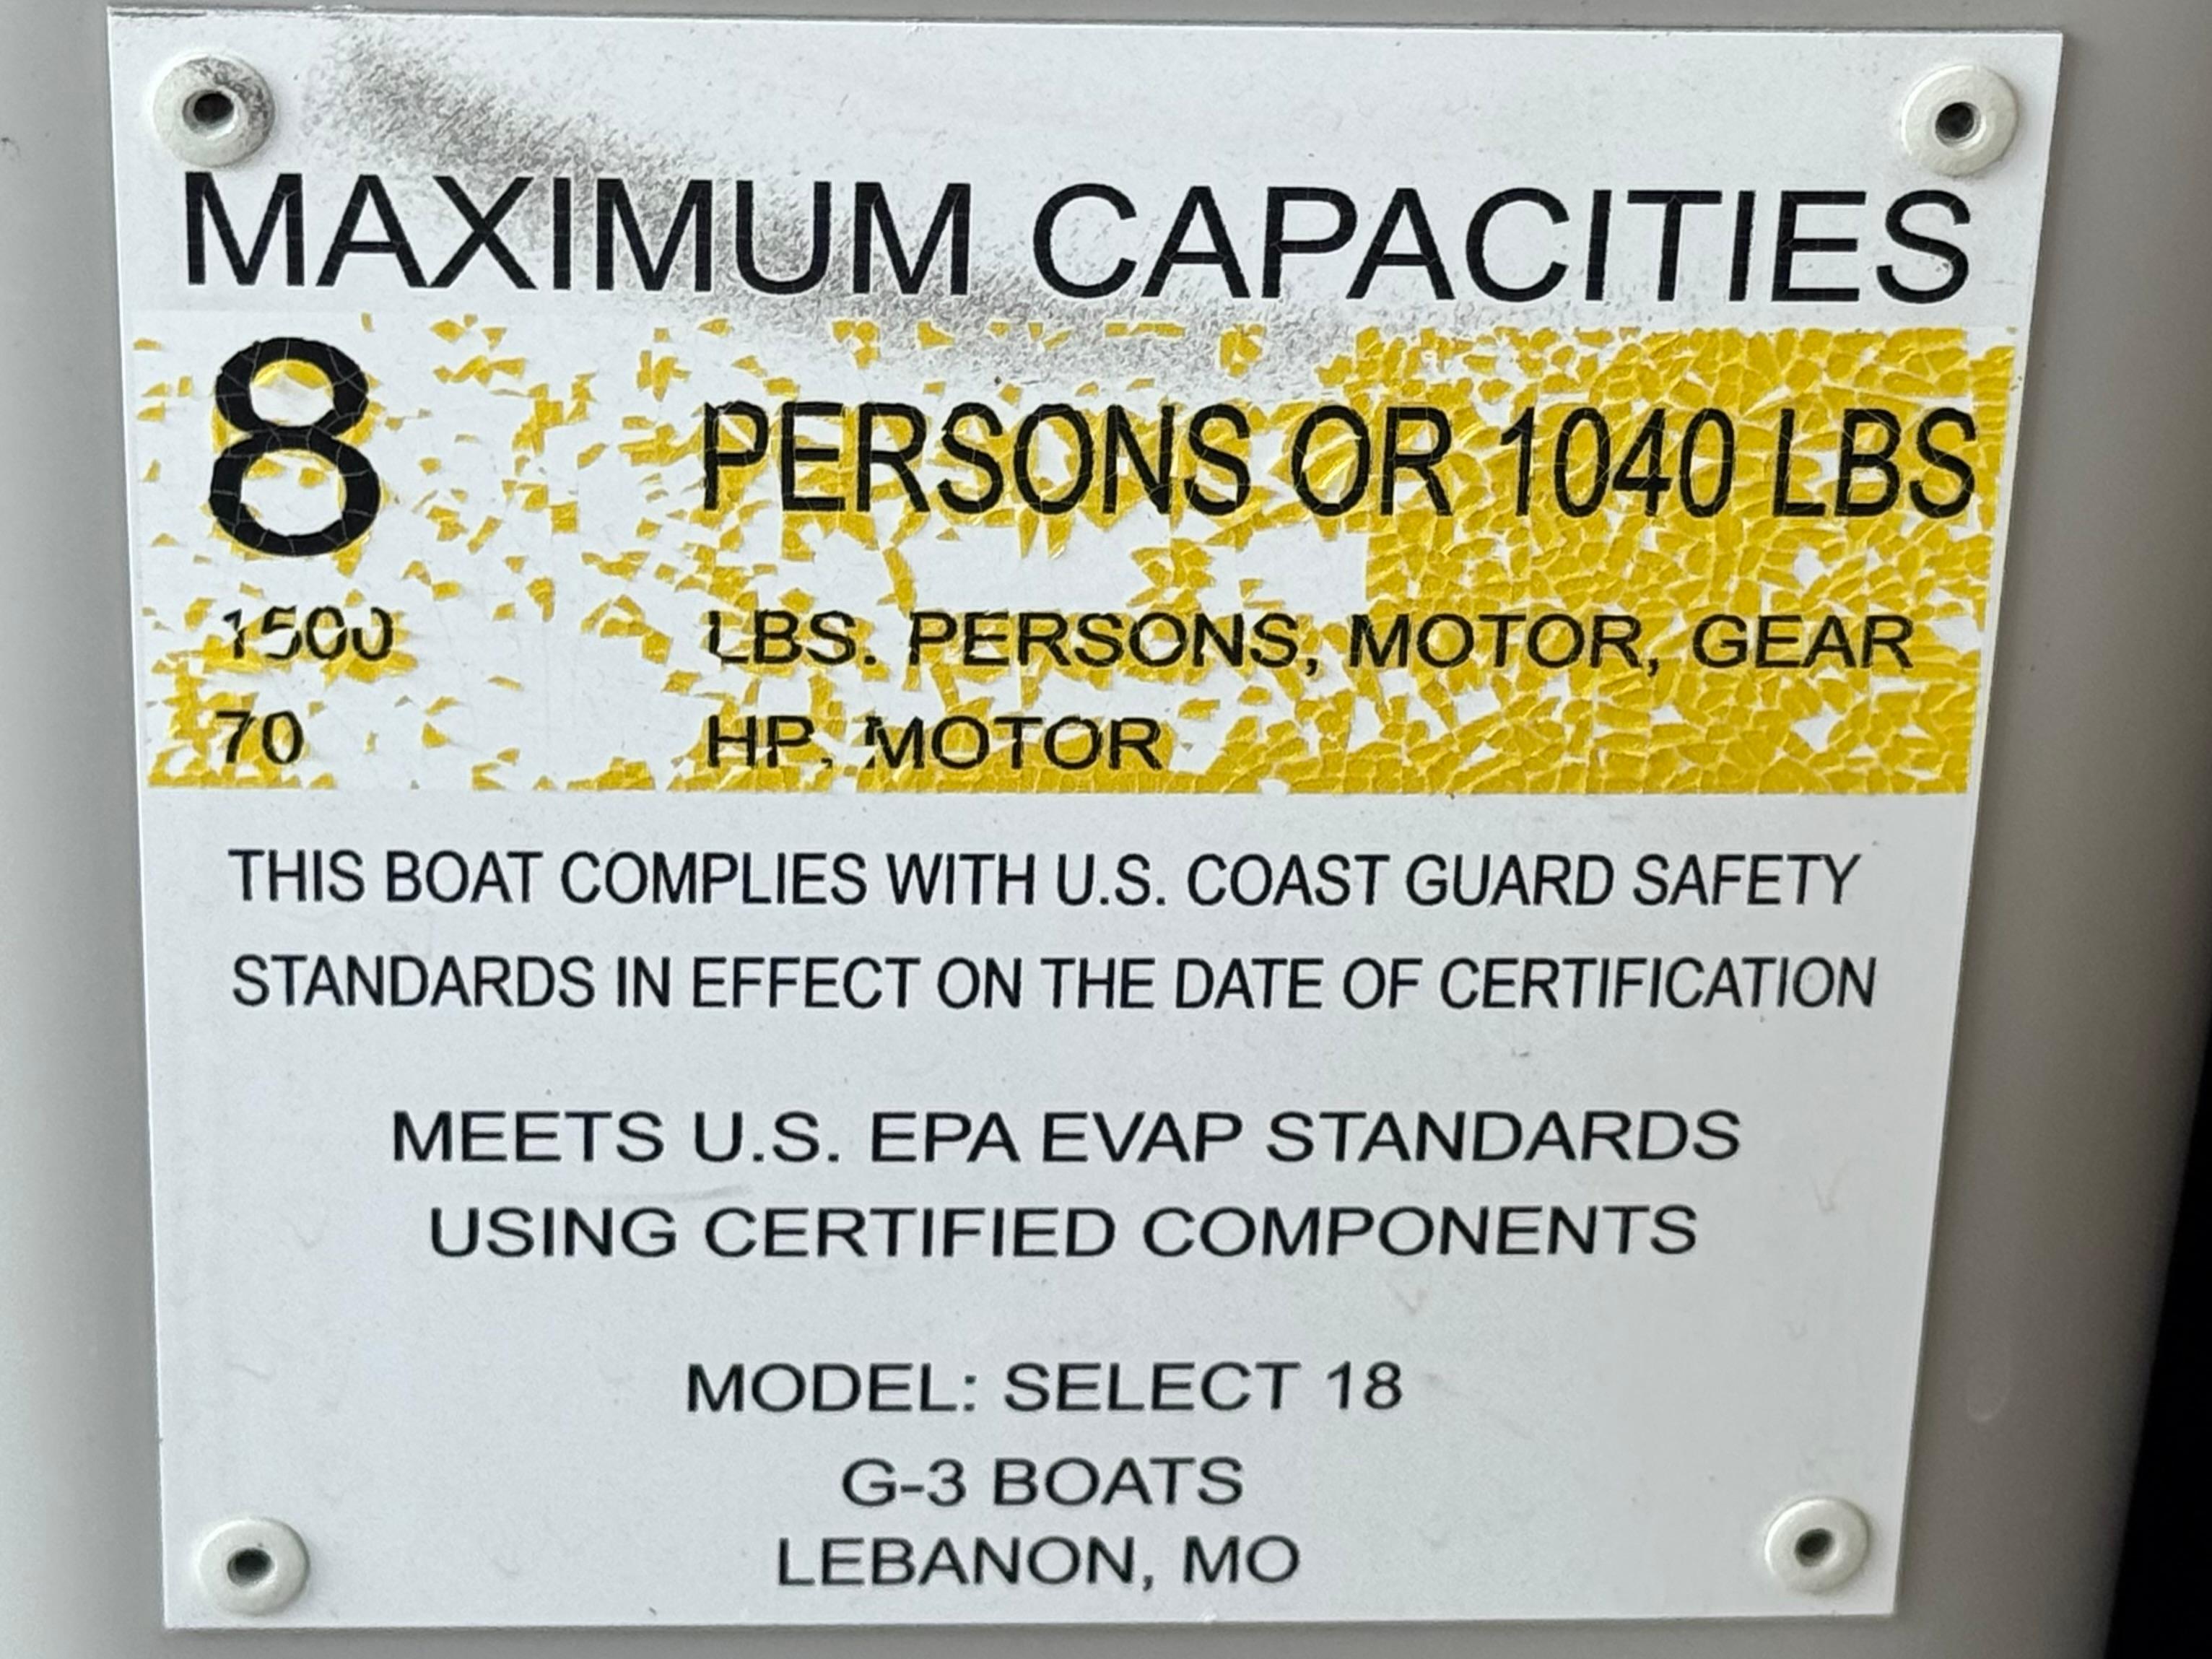 MAXIMUM CAPACITIES
8 PERSONS OR 1040 LBS
1500 LBS. PERSONS, MOTOR, GEAR
70 HP. MOTOR
THIS BOAT COMPLIES WITH U.S. COAST GUARD SAFETY
STANDARDS IN EFFECT ON THE DATE OF CERTIFICATION
MEETS U.S. EPA EVAP STANDARDS
USING CERTIFIED COMPONENTS
MODEL: SELECT 18
G-3 BOATS
LEBANON, MO